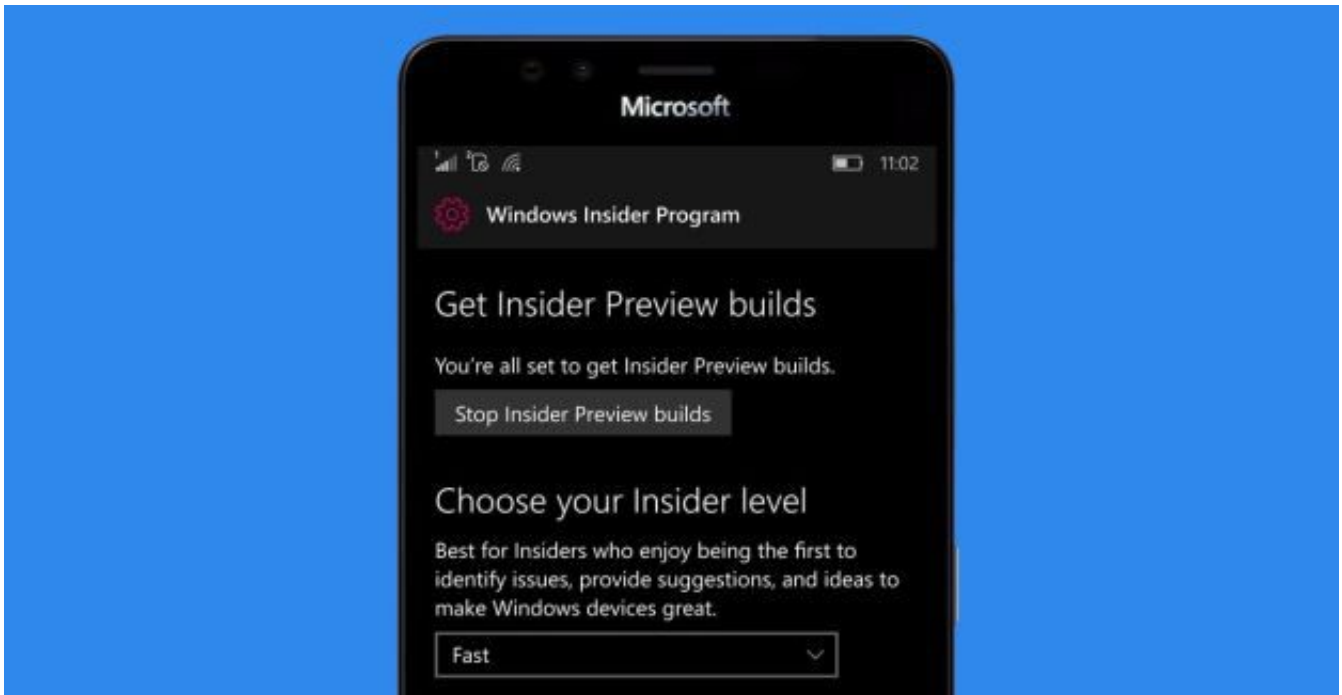 Microsoft
1 2 11:02
Windows Insider Program
Get Insider Preview builds
You're all set to get Insider Preview builds.
Stop Insider Preview builds
Choose your Insider level
Best for Insiders who enjoy being the first to
identify issues, provide suggestions, and ideas to
make Windows devices great.
Fast